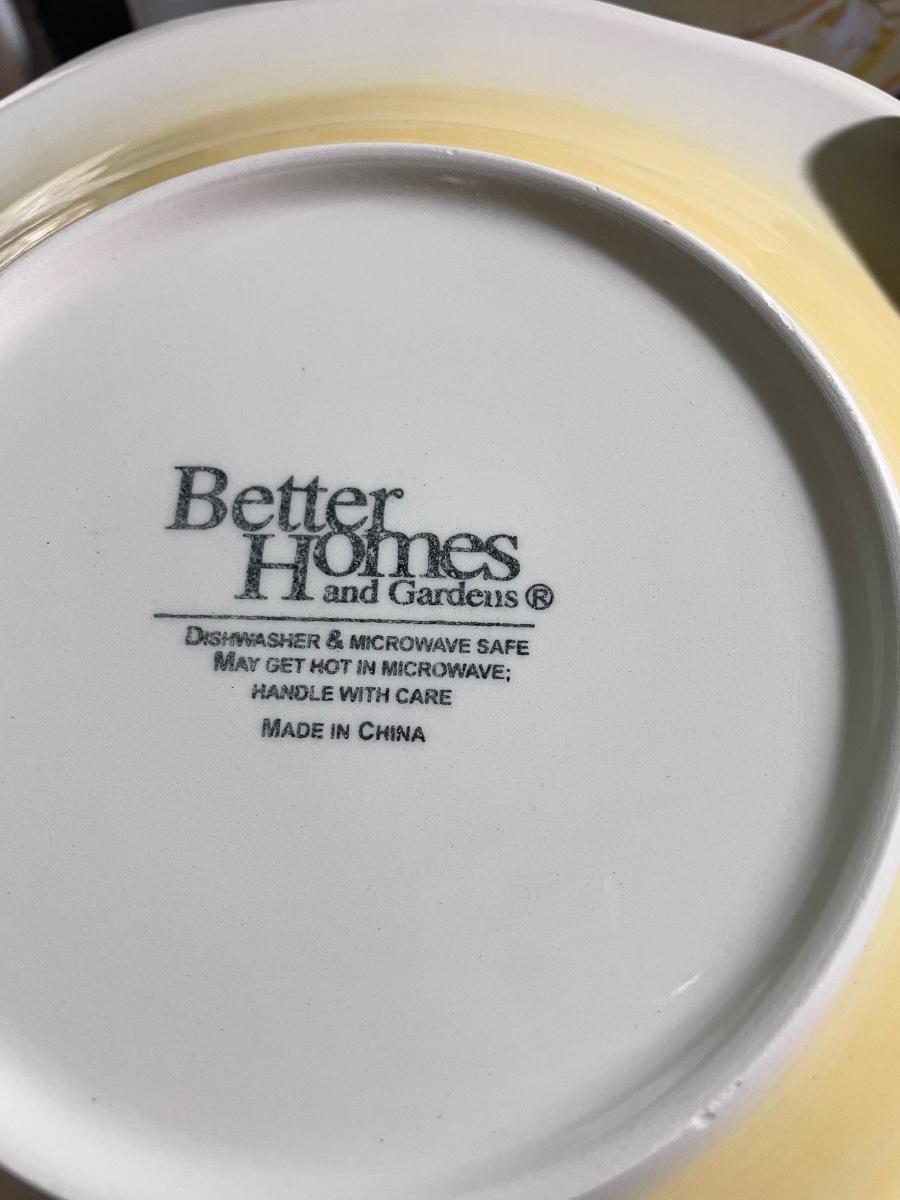 Better
Homes
and Gardens ®
DISHWASHER & MICROWAVE SAFE
MAY GET HOT IN MICROWAVE;
HANDLE WITH CARE
MADE IN CHINA